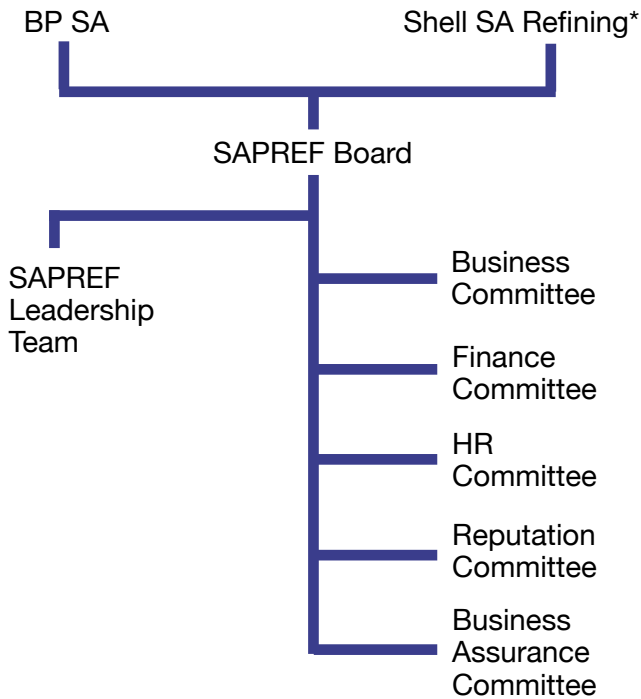 BP SA
Shell SA Refining*
SAPREF Board
SAPREF
Leadership
Team
Business
Committee
Finance
Committee
HR
Committee
Reputation
Committee
Business
Assurance
Committee